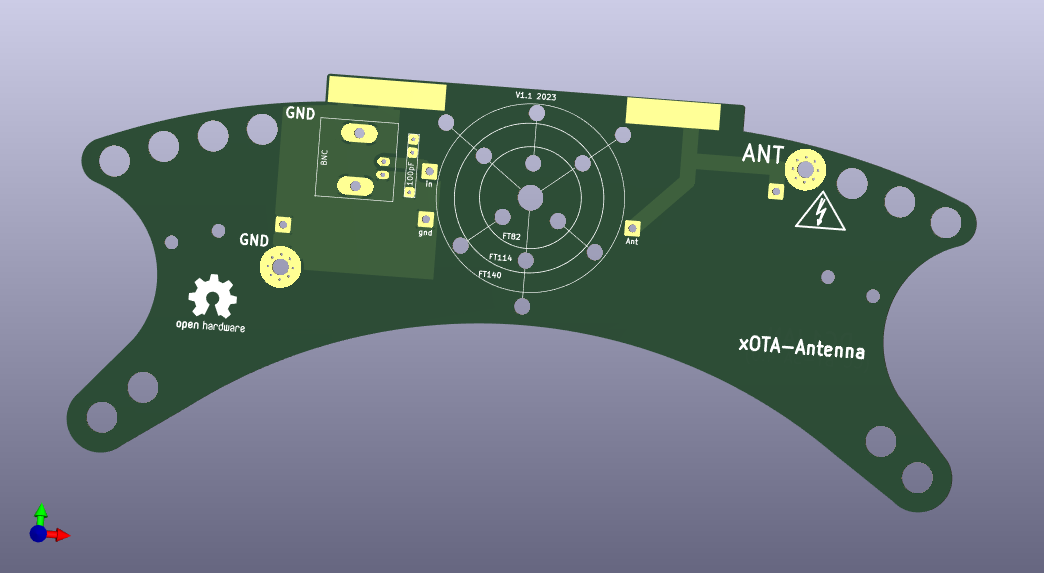 V1.1 2023
GND
BNC
100pF
in
gnd
GND
FT82
FT114
FT140
Ant
ANT
open hardware
xOTA-Antenna